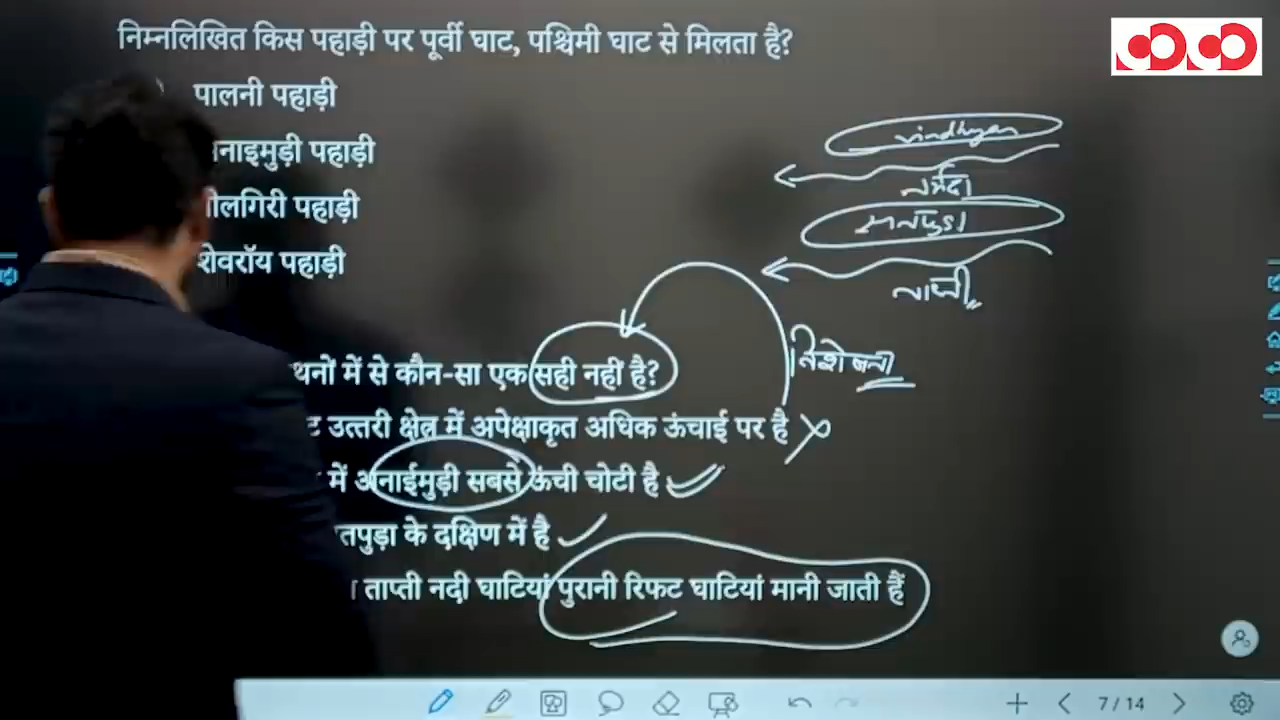 निम्नलिखित किस पहाड़ी पर पूर्वी घाट, पश्चिमी घाट से मिलता है?
पालनी पहाड़ी
नाइमुड़ी पहाड़ी
ीलगिरी पहाड़ी
शेवरॉय पहाड़ी
vindhyan
नर्मदा
सतपुड़ा
ताप्ती
थनों में से कौन-सा एक सही नहीं है?
उत्तरी क्षेत्र में अपेक्षाकृत अधिक ऊंचाई पर है
में अनाईमुड़ी सबसे ऊंची चोटी है
तपुड़ा के दक्षिण में है
ताप्ती नदी घाटियां पुरानी रिफट घाटियां मानी जाती हैं
7 / 14